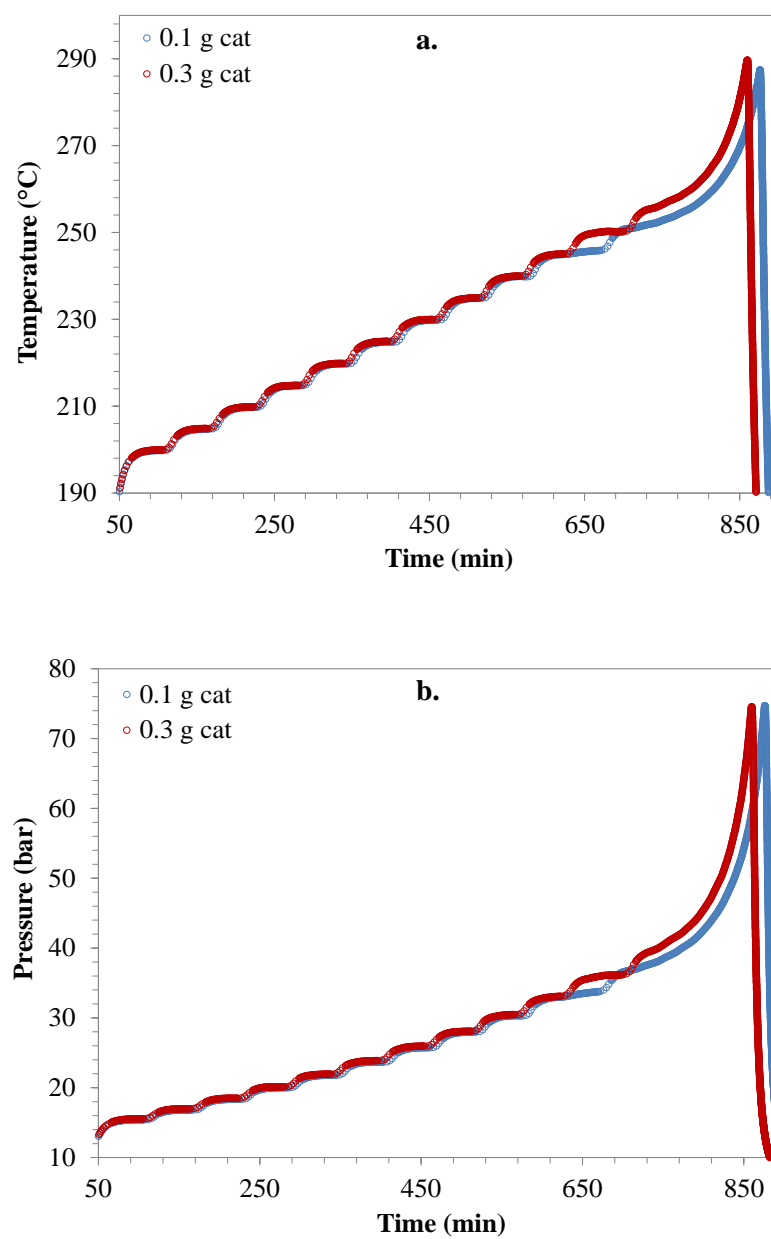 a.
0.1 g cat
0.3 g cat
290
270
250
230
210
190
50 250 450 650 850
Temperature (°C)
Time (min)
b.
0.1 g cat
0.3 g cat
80
70
60
50
40
30
20
10
50 250 450 650 850
Pressure (bar)
Time (min)